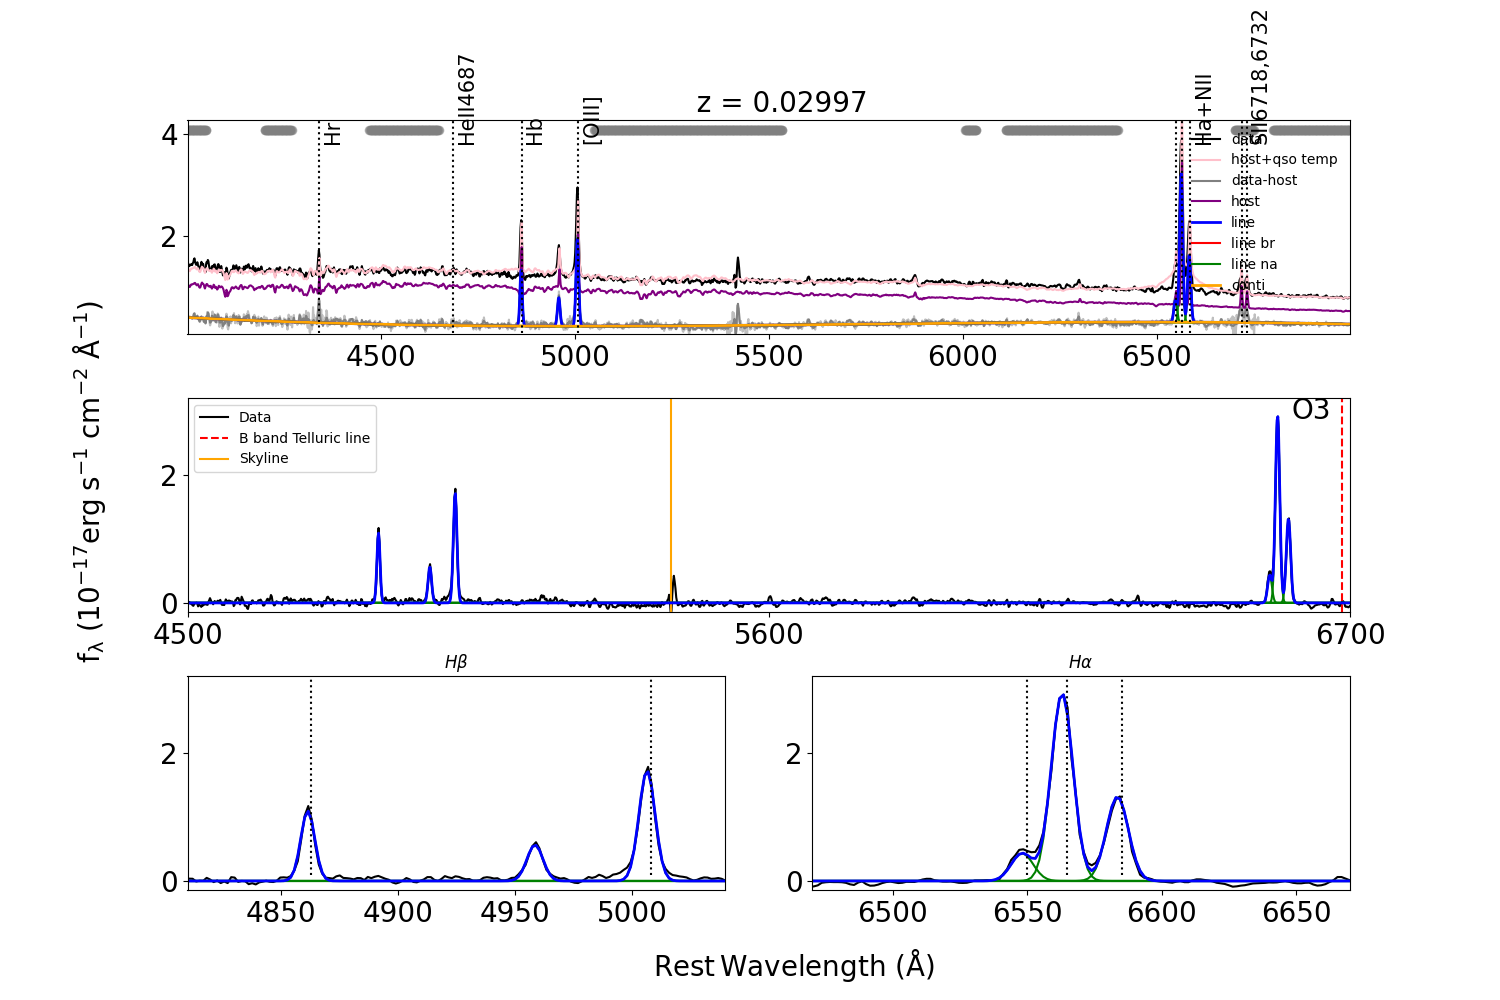 z = 0.02997
Hr
HeII4687
Hb
[OIII]
Ha+NII
SII6718,6732
data
host+qso temp
data-host
host
line
line br
line na
conti
4
2
4500 5000 5500 6000 6500
fλ (10⁻¹⁷erg s⁻¹ cm⁻² Å⁻¹)
Data
B band Telluric line
Skyline
O3
2
0
4500 5600 6700
Hβ
2
0
4850 4900 4950 5000
Hα
2
0
6500 6550 6600 6650
Rest Wavelength (Å)